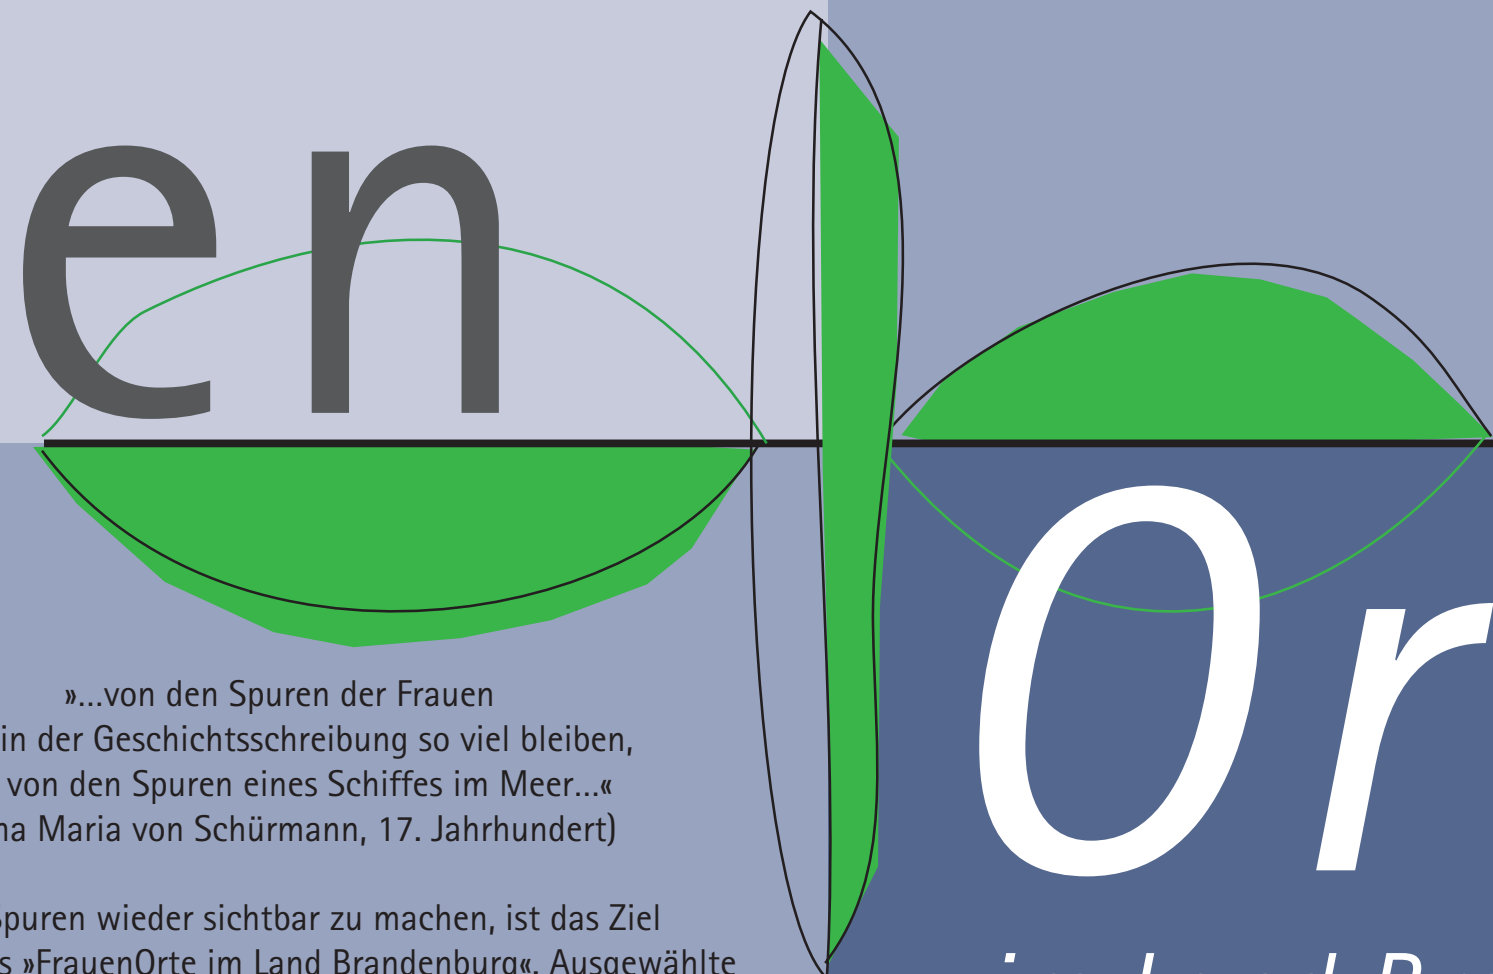 en
»...von den Spuren der Frauen
in der Geschichtsschreibung so viel bleiben,
von den Spuren eines Schiffes im Meer...«
Maria von Schürmann, 17. Jahrhundert)
Spuren wieder sichtbar zu machen, ist das Ziel
»FrauenOrte im Land Brandenburg«. Ausgewählte
Or